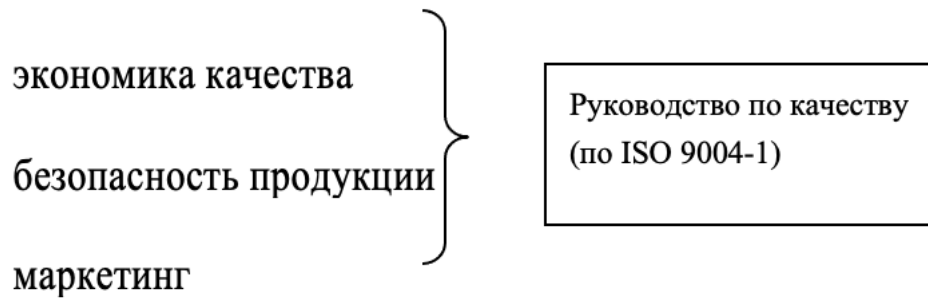 экономика качества
безопасность продукции
маркетинг
Руководство по качеству
(по ISO 9004-1)